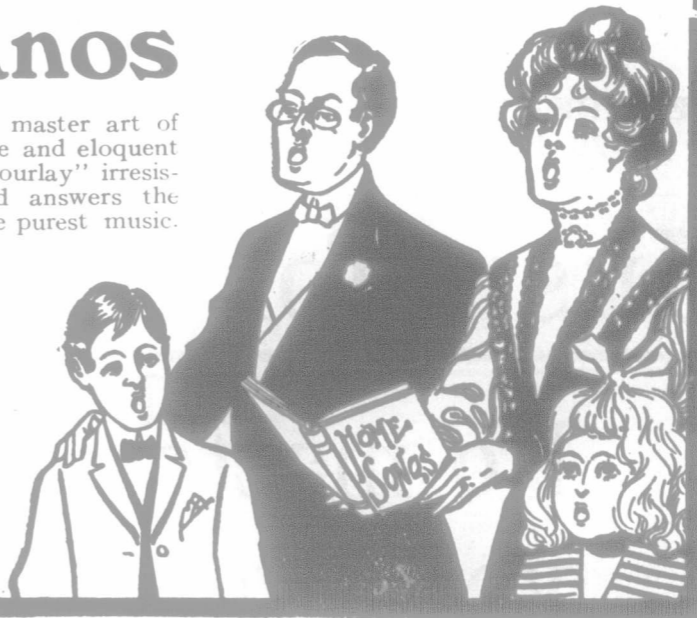 anos
master art of
e and eloquent
ourlay" irresis-
d answers the
e purest music.
HOME
SONGS